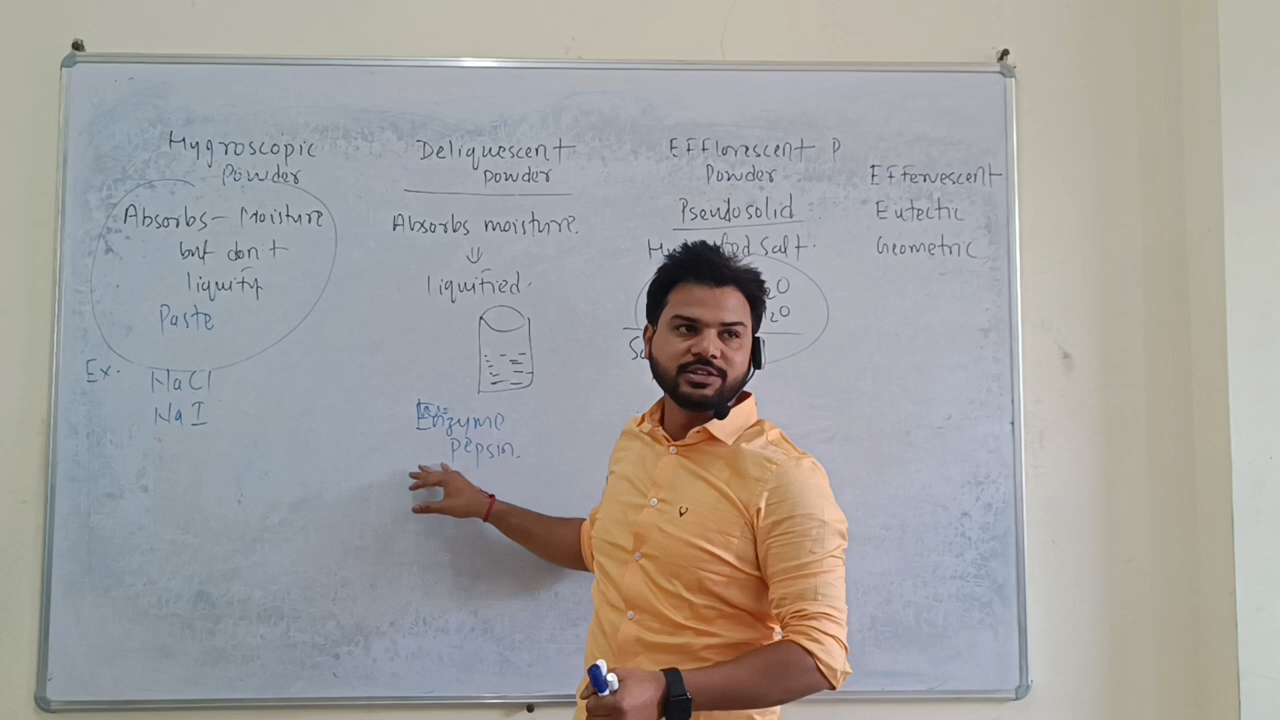 Hygroscopic
Powder
Absorbs - Moisture
but don't
liquify
Paste
Ex.
NaCl
NaI
Deliquescent
Powder
Absorbs moisture.
⇓
liquified.
Enzyme
Pepsin.
Efflorescent P
Powder
Pseudosolid
Salt.
Effervescent
Eutectic
Geometric